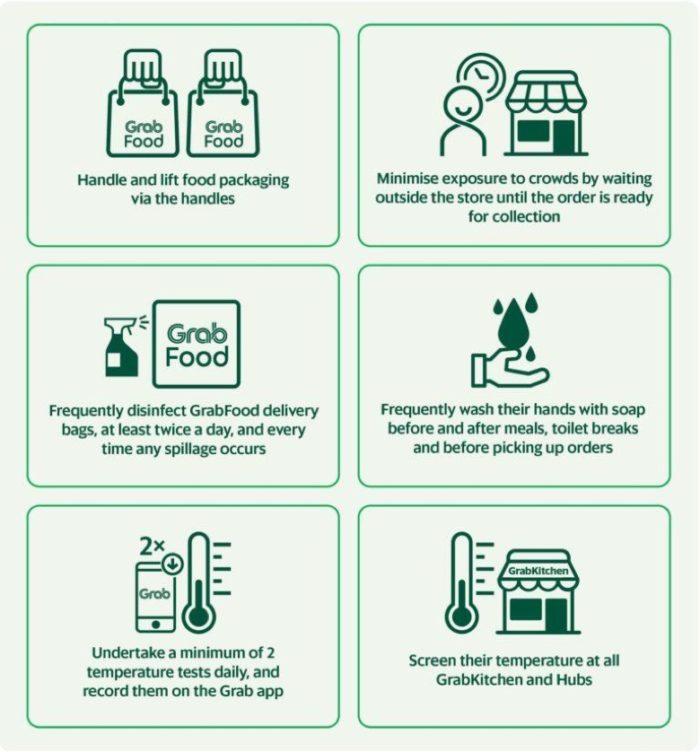 Grab
Food
Grab
Food
Handle and lift food packaging
via the handles
Minimise exposure to crowds by waiting
outside the store until the order is ready
for collection
Grab
Food
Frequently disinfect GrabFood delivery
bags, at least twice a day, and every
time any spillage occurs
Frequently wash their hands with soap
before and after meals, toilet breaks
and before picking up orders
2×
Grab
Undertake a minimum of 2
temperature tests daily, and
record them on the Grab app
GrabKitchen
Screen their temperature at all
GrabKitchen and Hubs